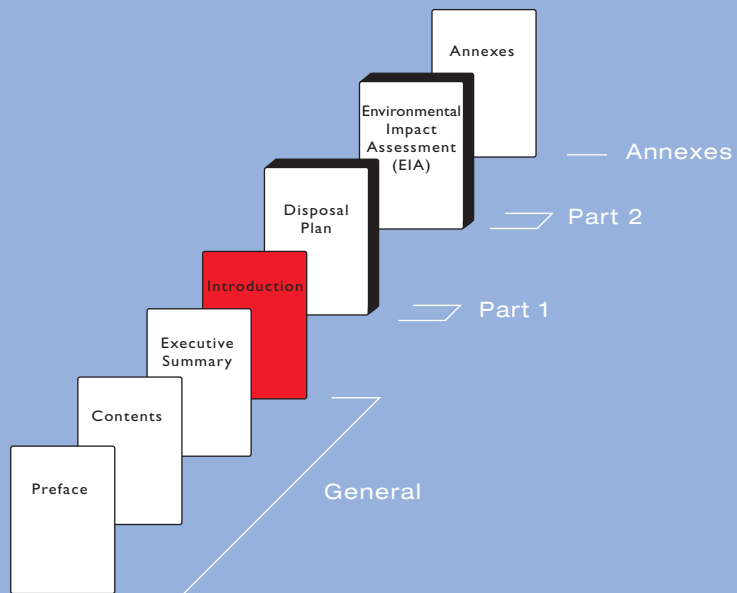 Annexes
Environmental
Impact
Assessment
(EIA)
Annexes
Disposal
Plan
Part 2
Introduction
Part 1
Executive
Summary
Contents
General
Preface